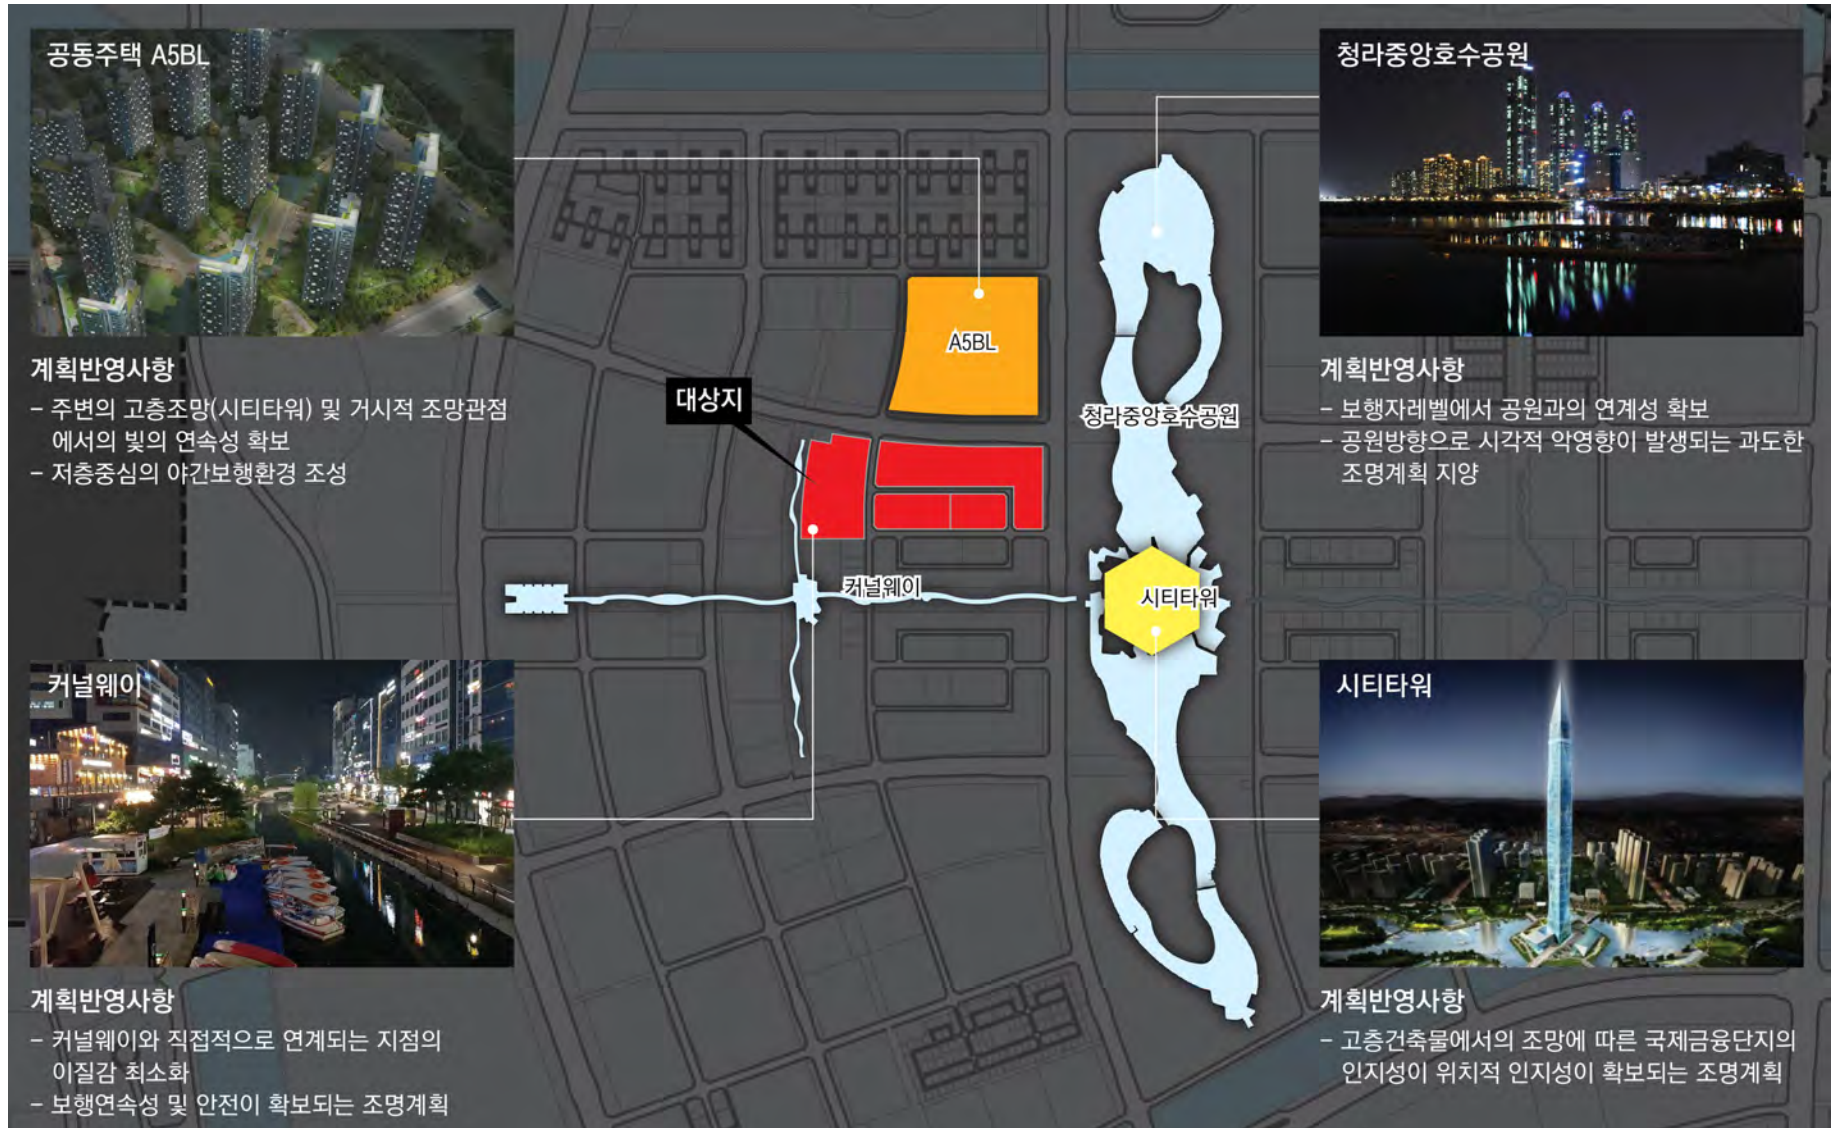 공동주택 A5BL
계획반영사항
– 주변의 고층조망(시티타워) 및 거시적 조망관점
에서의 빛의 연속성 확보
– 저층중심의 야간보행환경 조성
청라중앙호수공원
계획반영사항
– 보행자레벨에서 공원과의 연계성 확보
– 공원방향으로 시각적 악영향이 발생되는 과도한
조명계획 지양
A5BL
대상지
청라중앙호수공원
커널웨이
시티타워
커널웨이
계획반영사항
– 커널웨이와 직접적으로 연계되는 지점의
이질감 최소화
– 보행연속성 및 안전이 확보되는 조명계획
시티타워
계획반영사항
– 고층건축물에서의 조망에 따른 국제금융단지의
인지성이 위치적 인지성이 확보되는 조명계획